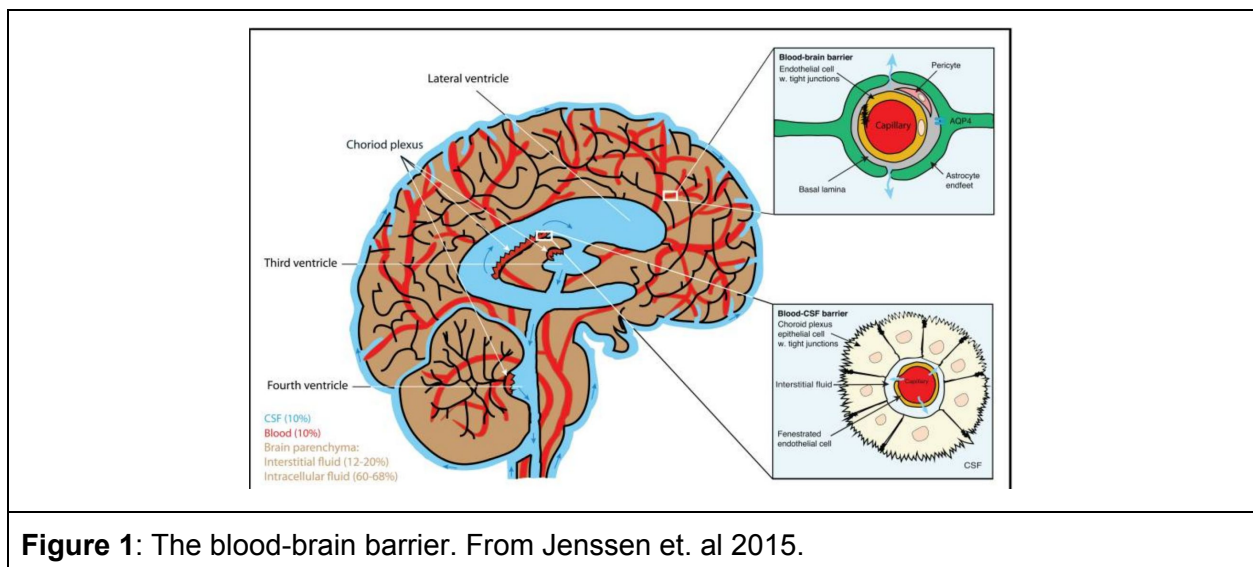 Lateral ventricle
Choriod plexus
Third ventricle
Fourth ventricle
CSF (10%)
Blood (10%)
Brain parenchyma:
Interstitial fluid (12-20%)
Intracellular fluid (60-68%)
Blood-brain barrier
Endothelial cell
w. tight junctions
Pericyte
Capillary
AQP4
Basal lamina
Astrocyte
endfeet
Blood-CSF barrier
Choroid plexus
epithelial cell
w. tight junctions
Interstitial fluid
Capillary
Fenestrated
endothelial cell
CSF
Figure 1: The blood-brain barrier. From Jenssen et. al 2015.